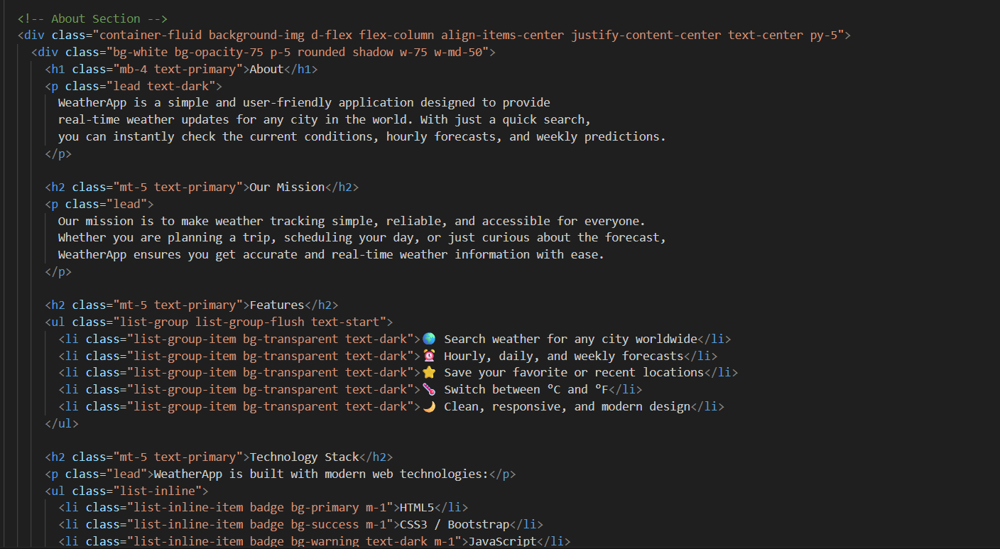 <!-- About Section -->
<div class="container-fluid background-img d-flex flex-column align-items-center justify-content-center text-center py-5">
<div class="bg-white bg-opacity-75 p-5 rounded shadow w-75 w-md-50">
<h1 class="mb-4 text-primary">About</h1>
<p class="lead text-dark">
WeatherApp is a simple and user-friendly application designed to provide
real-time weather updates for any city in the world. With just a quick search,
you can instantly check the current conditions, hourly forecasts, and weekly predictions.
</p>
<h2 class="mt-5 text-primary">Our Mission</h2>
<p class="lead">
Our mission is to make weather tracking simple, reliable, and accessible for everyone.
Whether you are planning a trip, scheduling your day, or just curious about the forecast,
WeatherApp ensures you get accurate and real-time weather information with ease.
</p>
<h2 class="mt-5 text-primary">Features</h2>
<ul class="list-group list-group-flush text-start">
<li class="list-group-item bg-transparent text-dark">🌍 Search weather for any city worldwide</li>
<li class="list-group-item bg-transparent text-dark">⏰ Hourly, daily, and weekly forecasts</li>
<li class="list-group-item bg-transparent text-dark">⭐ Save your favorite or recent locations</li>
<li class="list-group-item bg-transparent text-dark">🌡 Switch between °C and °F</li>
<li class="list-group-item bg-transparent text-dark">🌙 Clean, responsive, and modern design</li>
</ul>
<h2 class="mt-5 text-primary">Technology Stack</h2>
<p class="lead">WeatherApp is built with modern web technologies:</p>
<ul class="list-inline">
<li class="list-inline-item badge bg-primary m-1">HTML5</li>
<li class="list-inline-item badge bg-success m-1">CSS3 / Bootstrap</li>
<li class="list-inline-item badge bg-warning text-dark m-1">JavaScript</li>